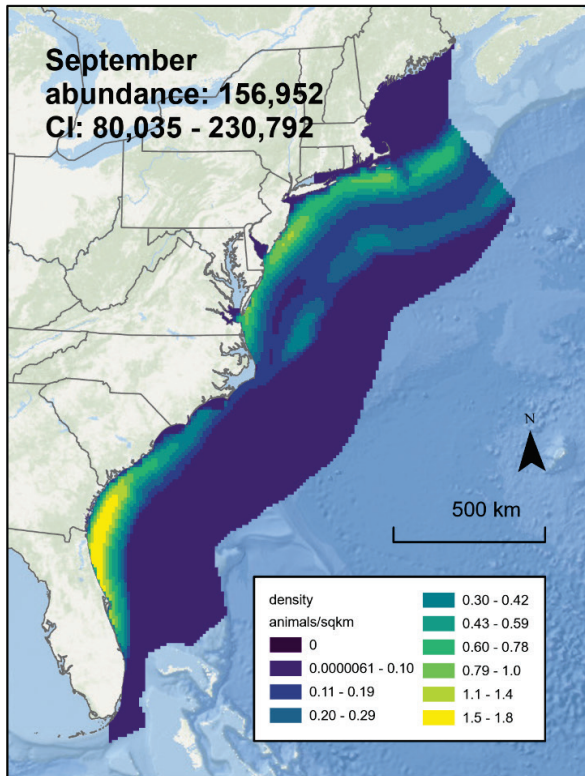 September
abundance: 156,952
CI: 80,035 - 230,792
N
500 km
density
animals/sqkm
0
0.0000061 - 0.10
0.11 - 0.19
0.20 - 0.29
0.30 - 0.42
0.43 - 0.59
0.60 - 0.78
0.79 - 1.0
1.1 - 1.4
1.5 - 1.8